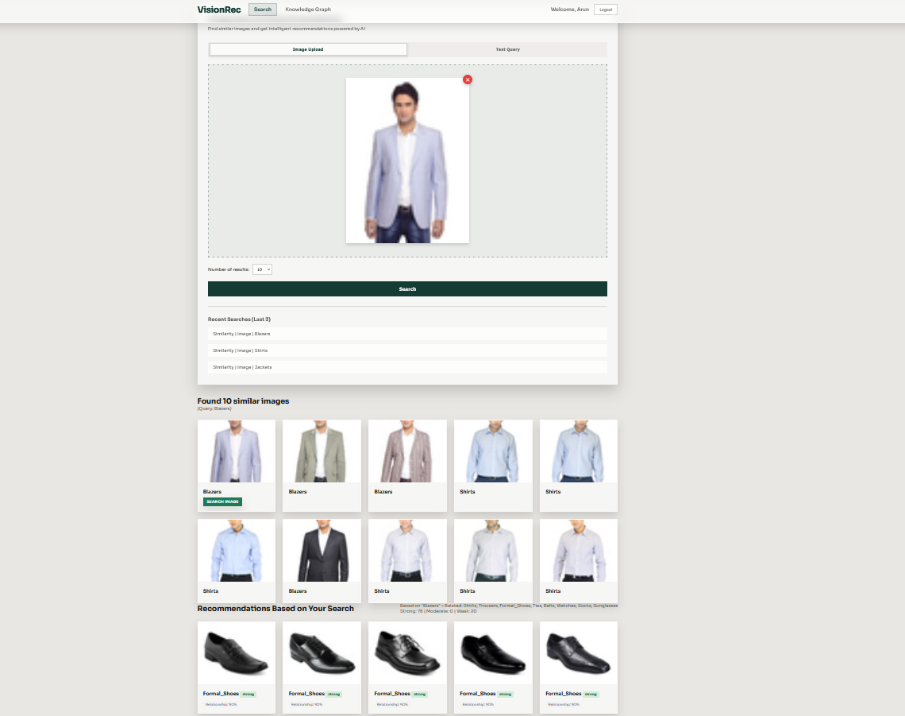 VisionRec Search Knowledge Graph Welcome, Arun Logout
Find similar images and get intelligent recommendations powered by AI
Image Upload Text Query
Number of results: 10
Search
Recent Searches (Last 5)
Similarity | Image | Blazers
Similarity | Image | Shirts
Similarity | Image | Jackets
Found 10 similar images
(Query: Blazers)
Blazers Blazers Blazers Shirts Shirts
SEARCH IMAGE
Shirts Blazers Shirts Shirts Shirts
Recommendations Based on Your Search
Based on "Blazers" • Related: Shirts, Trousers, Formal_Shoes, Ties, Belts, Watches, Socks, Sunglasses
Strong: 78 | Moderate: 0 | Weak: 20
Formal_Shoes strong Formal_Shoes strong Formal_Shoes strong Formal_Shoes strong Formal_Shoes strong
Relationship: 90% Relationship: 90% Relationship: 90% Relationship: 90% Relationship: 90%